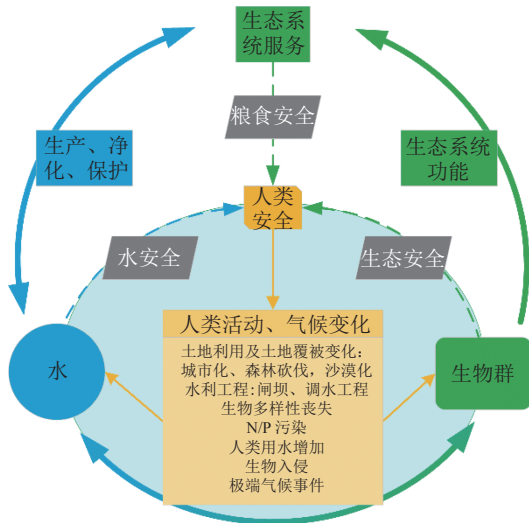 生态系
统服务
粮食安全
生产、净
化、保护
生态系统
功能
人类
安全
水安全
生态安全
人类活动、气候变化
土地利用及土地覆被变化：
城市化、森林砍伐，沙漠化
水利工程:闸坝、调水工程
生物多样性丧失
N/P 污染
人类用水增加
生物入侵
极端气候事件
水
生物群